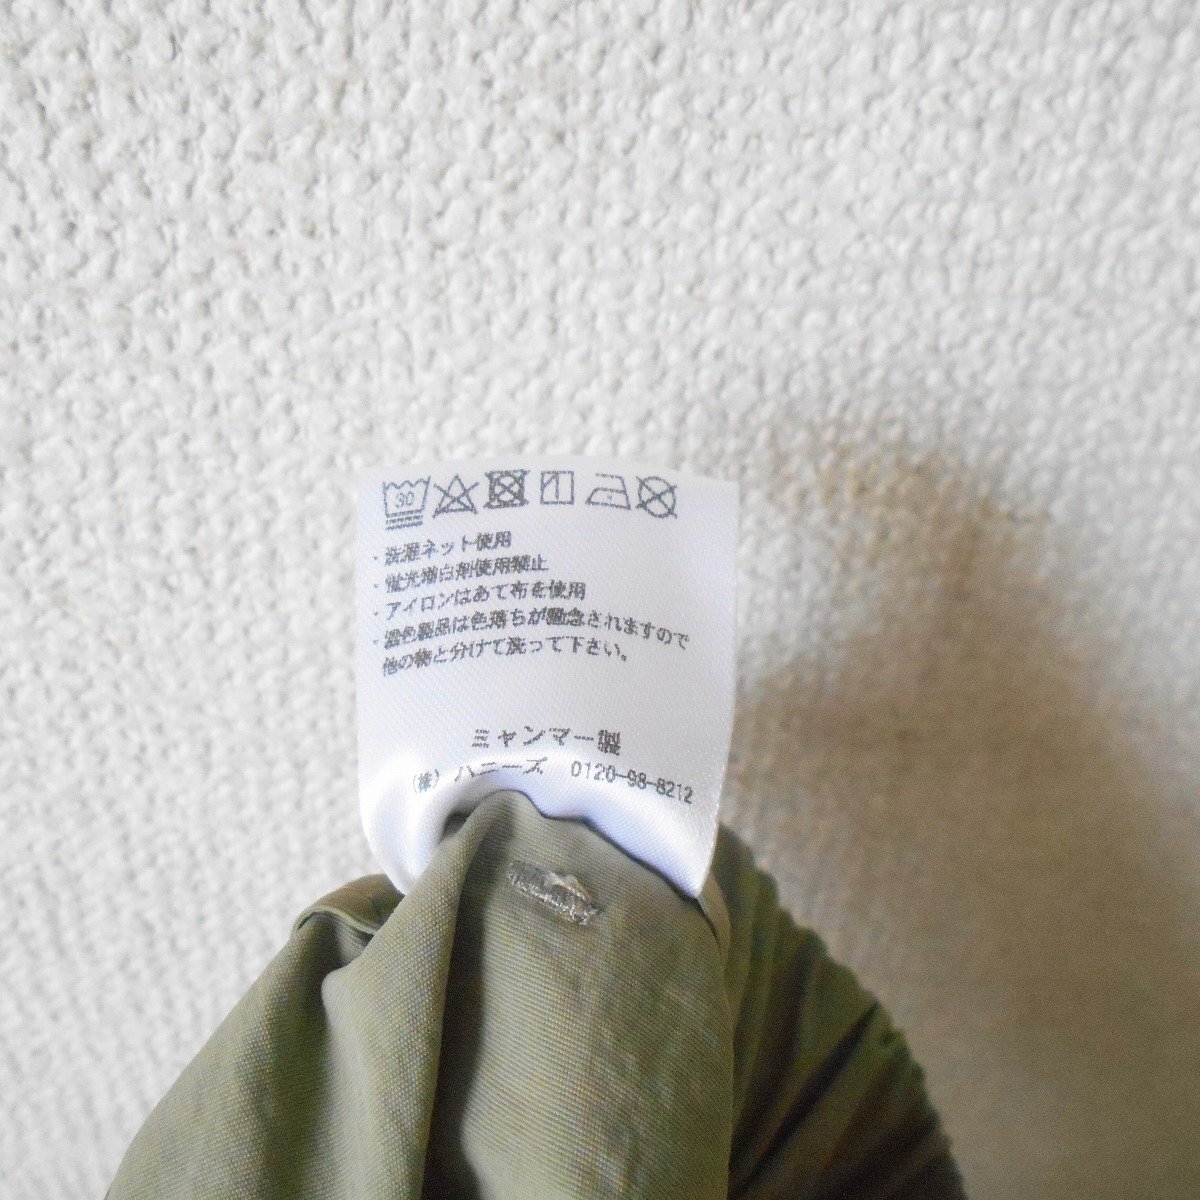 30
・洗濯ネット使用
・蛍光増白剤使用禁止
・アイロンはあて布を使用
・濃色製品は色落ちが懸念されますので
他の物と分けて洗って下さい。
ミャンマー製
(株)ハニーズ 0120-98-8212